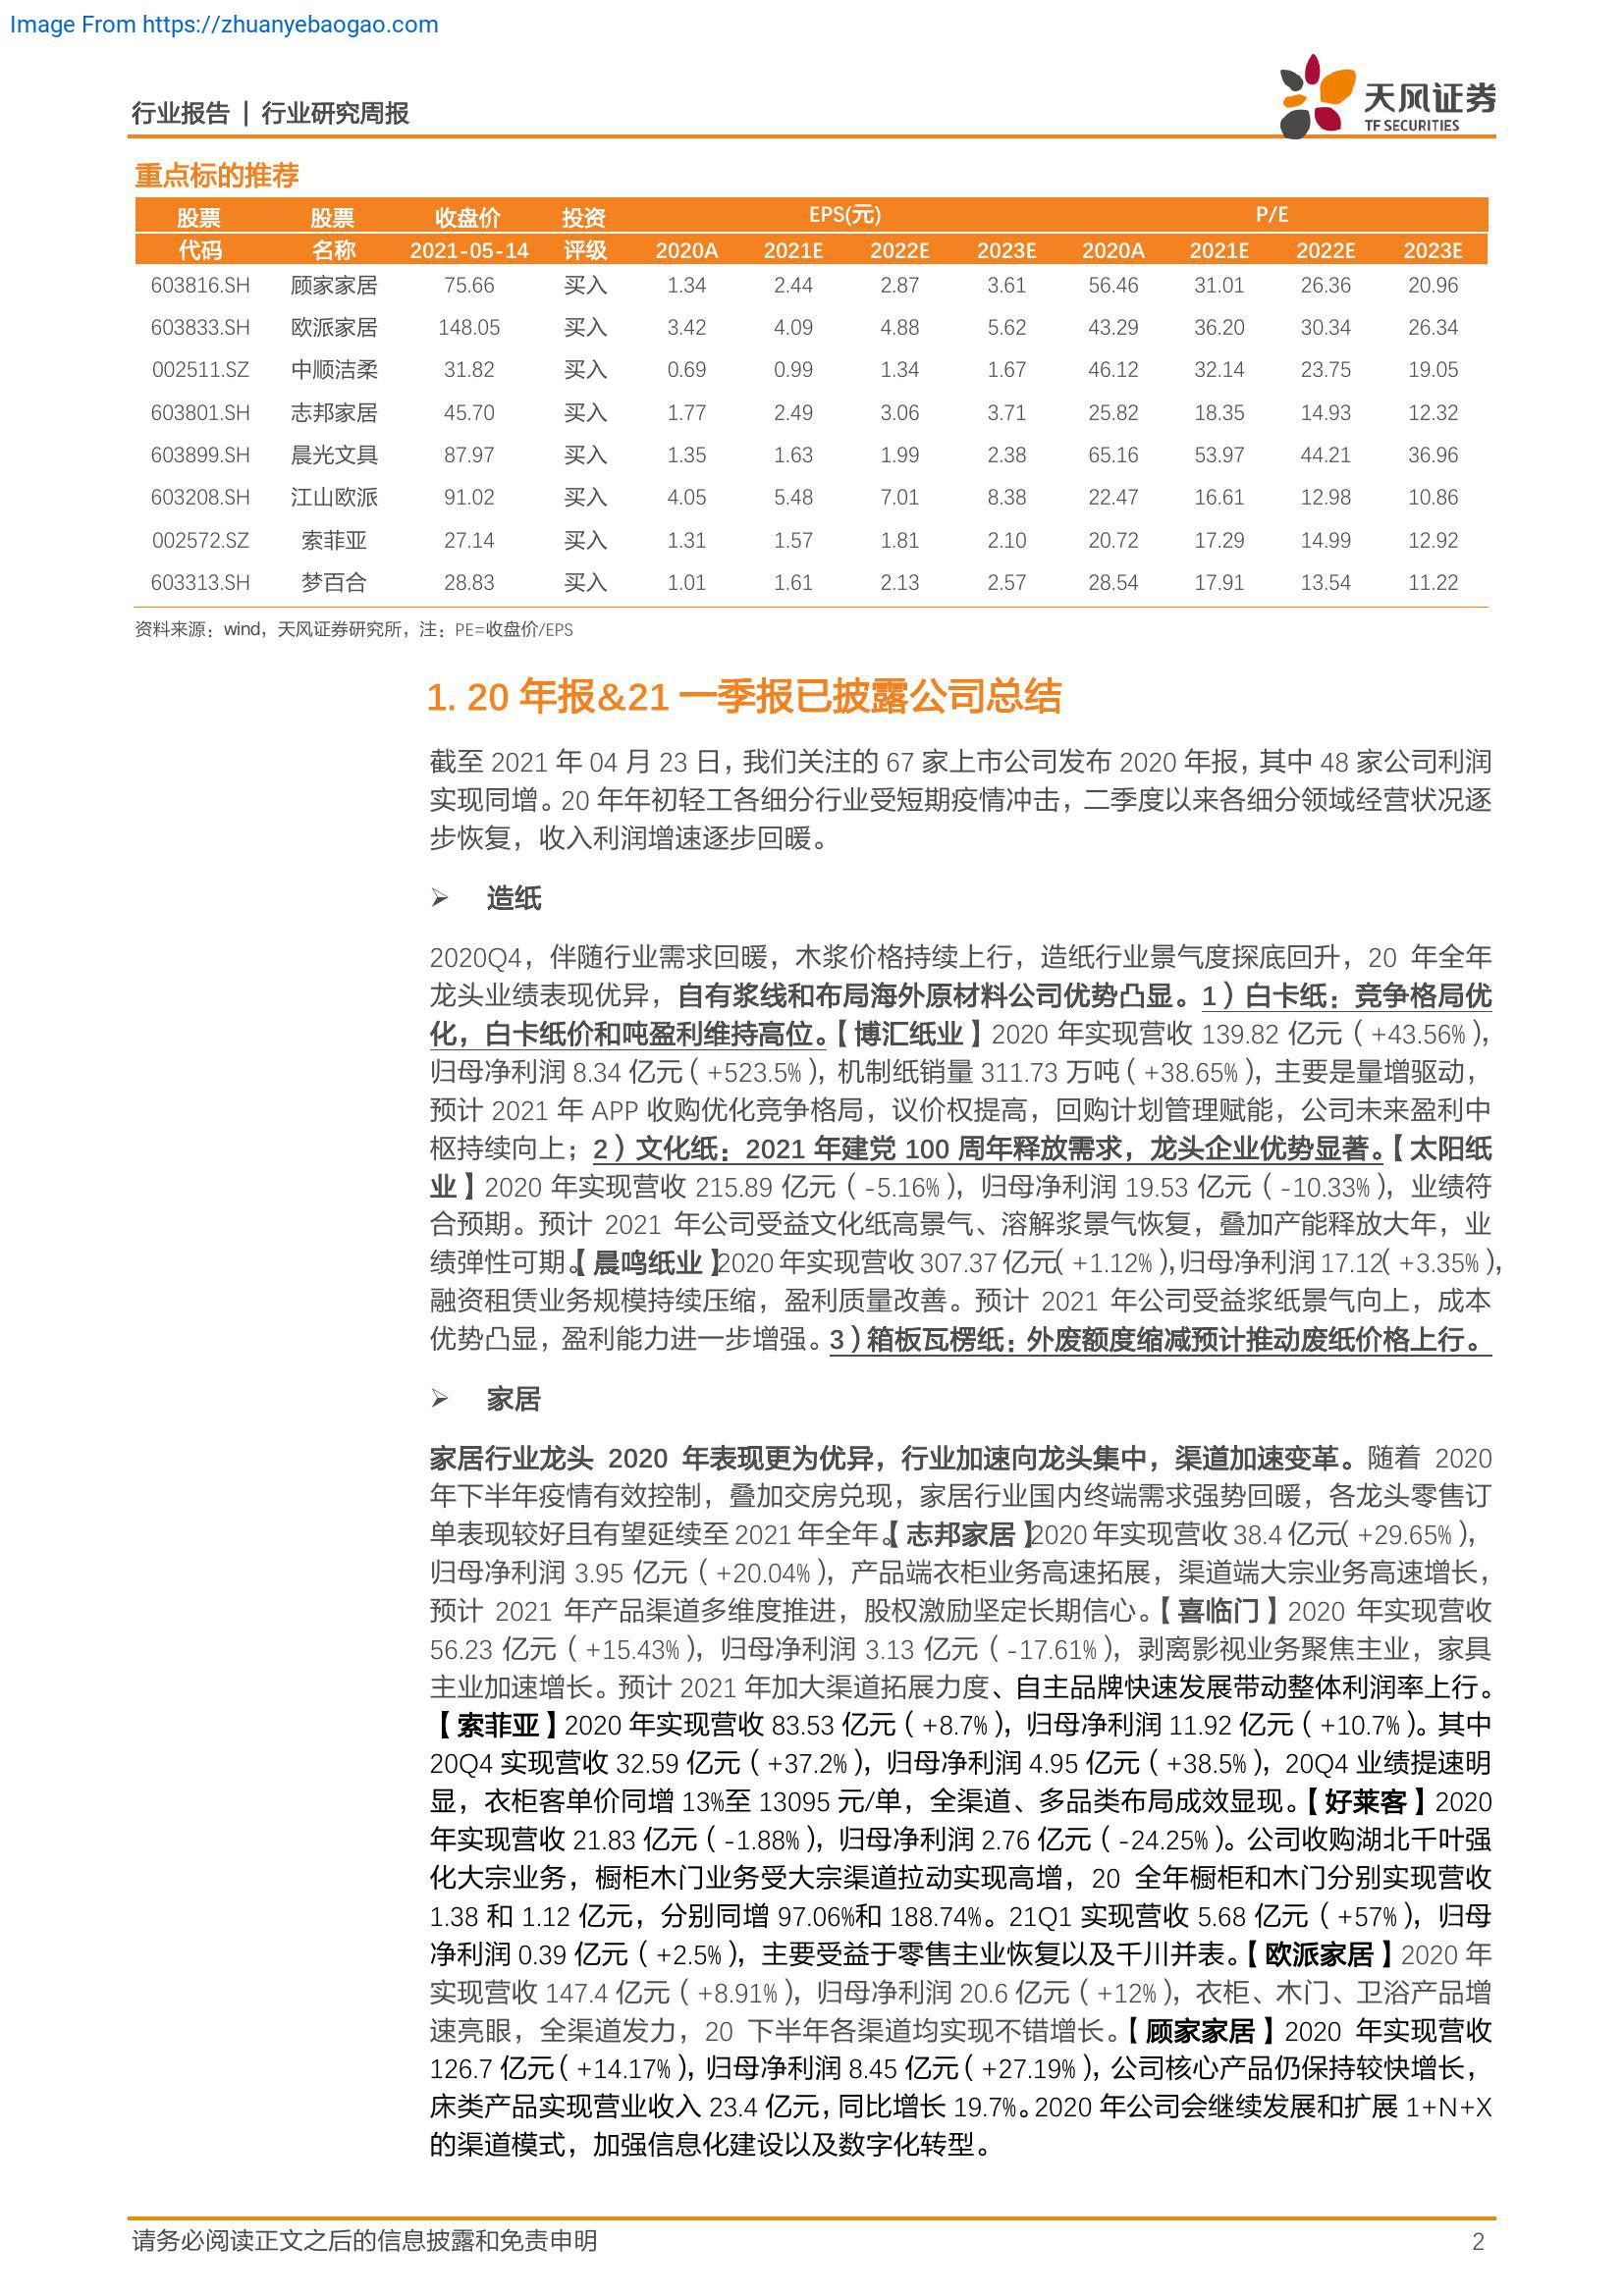 Image From https://zhuanyebaogao.com
行业报告 | 行业研究周报
天风证券
TF SECURITIES
重点标的推荐
股票 股票 收盘价 投资 EPS(元) P/E
代码 名称 2021-05-14 评级 2020A 2021E 2022E 2023E 2020A 2021E 2022E 2023E
603816.SH 顾家家居 75.66 买入 1.34 2.44 2.87 3.61 56.46 31.01 26.36 20.96
603833.SH 欧派家居 148.05 买入 3.42 4.09 4.88 5.62 43.29 36.20 30.34 26.34
002511.SZ 中顺洁柔 31.82 买入 0.69 0.99 1.34 1.67 46.12 32.14 23.75 19.05
603801.SH 志邦家居 45.70 买入 1.77 2.49 3.06 3.71 25.82 18.35 14.93 12.32
603899.SH 晨光文具 87.97 买入 1.35 1.63 1.99 2.38 65.16 53.97 44.21 36.96
603208.SH 江山欧派 91.02 买入 4.05 5.48 7.01 8.38 22.47 16.61 12.98 10.86
002572.SZ 索菲亚 27.14 买入 1.31 1.57 1.81 2.10 20.72 17.29 14.99 12.92
603313.SH 梦百合 28.83 买入 1.01 1.61 2.13 2.57 28.54 17.91 13.54 11.22
资料来源：wind，天风证券研究所，注：PE=收盘价/EPS
1. 20 年报&21 一季报已披露公司总结
截至 2021 年 04 月 23 日，我们关注的 67 家上市公司发布 2020 年报，其中 48 家公司利润
实现同增。20 年年初轻工各细分行业受短期疫情冲击，二季度以来各细分领域经营状况逐
步恢复，收入利润增速逐步回暖。
➢ 造纸
2020Q4，伴随行业需求回暖，木浆价格持续上行，造纸行业景气度探底回升，20 年全年
龙头业绩表现优异，自有浆线和布局海外原材料公司优势凸显。1）白卡纸：竞争格局优
化，白卡纸价和吨盈利维持高位。【博汇纸业】2020 年实现营收 139.82 亿元（+43.56%），
归母净利润 8.34 亿元（+523.5%），机制纸销量 311.73 万吨（+38.65%），主要是量增驱动，
预计 2021 年 APP 收购优化竞争格局，议价权提高，回购计划管理赋能，公司未来盈利中
枢持续向上；2）文化纸：2021 年建党 100 周年释放需求，龙头企业优势显著。【太阳纸
业】2020 年实现营收 215.89 亿元（-5.16%），归母净利润 19.53 亿元（-10.33%），业绩符
合预期。预计 2021 年公司受益文化纸高景气、溶解浆景气恢复，叠加产能释放大年，业
绩弹性可期。【晨鸣纸业】2020 年实现营收 307.37 亿元（+1.12%），归母净利润 17.12（+3.35%），
融资租赁业务规模持续压缩，盈利质量改善。预计 2021 年公司受益浆纸景气向上，成本
优势凸显，盈利能力进一步增强。3）箱板瓦楞纸：外废额度缩减预计推动废纸价格上行。
➢ 家居
家居行业龙头 2020 年表现更为优异，行业加速向龙头集中，渠道加速变革。随着 2020
年下半年疫情有效控制，叠加交房兑现，家居行业国内终端需求强势回暖，各龙头零售订
单表现较好且有望延续至 2021 年全年。【志邦家居】2020 年实现营收 38.4 亿元（+29.65%），
归母净利润 3.95 亿元（+20.04%），产品端衣柜业务高速拓展，渠道端大宗业务高速增长，
预计 2021 年产品渠道多维度推进，股权激励坚定长期信心。【喜临门】2020 年实现营收
56.23 亿元（+15.43%），归母净利润 3.13 亿元（-17.61%），剥离影视业务聚焦主业，家具
主业加速增长。预计 2021 年加大渠道拓展力度、自主品牌快速发展带动整体利润率上行。
【索菲亚】2020 年实现营收 83.53 亿元（+8.7%），归母净利润 11.92 亿元（+10.7%）。其中
20Q4 实现营收 32.59 亿元（+37.2%），归母净利润 4.95 亿元（+38.5%），20Q4 业绩提速明
显，衣柜客单价同增 13%至 13095 元/单，全渠道、多品类布局成效显现。【好莱客】2020
年实现营收 21.83 亿元（-1.88%），归母净利润 2.76 亿元（-24.25%）。公司收购湖北千叶强
化大宗业务，橱柜木门业务受大宗渠道拉动实现高增，20 全年橱柜和木门分别实现营收
1.38 和 1.12 亿元，分别同增 97.06%和 188.74%。21Q1 实现营收 5.68 亿元（+57%），归母
净利润 0.39 亿元（+2.5%），主要受益于零售主业恢复以及千川并表。【欧派家居】2020 年
实现营收 147.4 亿元（+8.91%），归母净利润 20.6 亿元（+12%），衣柜、木门、卫浴产品增
速亮眼，全渠道发力，20 下半年各渠道均实现不错增长。【顾家家居】2020 年实现营收
126.7 亿元（+14.17%），归母净利润 8.45 亿元（+27.19%），公司核心产品仍保持较快增长，
床类产品实现营业收入 23.4 亿元，同比增长 19.7%。2020 年公司会继续发展和扩展 1+N+X
的渠道模式，加强信息化建设以及数字化转型。
请务必阅读正文之后的信息披露和免责申明 2